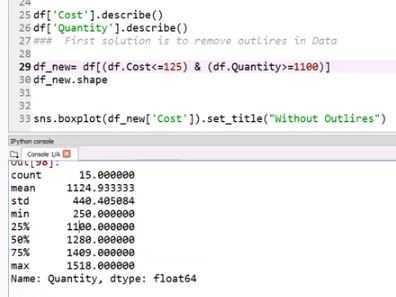 24
25 df['Cost'].describe()
26 df['Quantity'].describe()
27 ### First solution is to remove outlires in Data
28
29 df_new= df[(df.Cost<=125) & (df.Quantity>=1100)]
30 df_new.shape
31
32
33 sns.boxplot(df_new['Cost']).set_title("Without Outlires")
IPython console
Console 1/A
Out[98]:
count 15.000000
mean 1124.933333
std 440.405084
min 250.000000
25% 1100.000000
50% 1280.000000
75% 1409.000000
max 1518.000000
Name: Quantity, dtype: float64